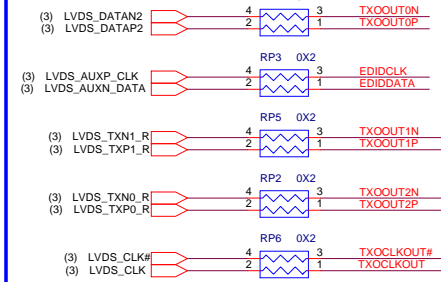 (3) LVDS_DATAN2 4 3 TXOOUT0N
(3) LVDS_DATAP2 2 1 TXOOUT0P
RP3 0X2
(3) LVDS_AUXP_CLK 4 3 EDIDCLK
(3) LVDS_AUXN_DATA 2 1 EDIDDATA
RP5 0X2
(3) LVDS_TXN1_R 4 3 TXOOUT1N
(3) LVDS_TXP1_R 2 1 TXOOUT1P
RP2 0X2
(3) LVDS_TXN0_R 4 3 TXOOUT2N
(3) LVDS_TXP0_R 2 1 TXOOUT2P
RP6 0X2
(3) LVDS_CLK# 4 3 TXOCLKOUT#
(3) LVDS_CLK 2 1 TXOCLKOUT